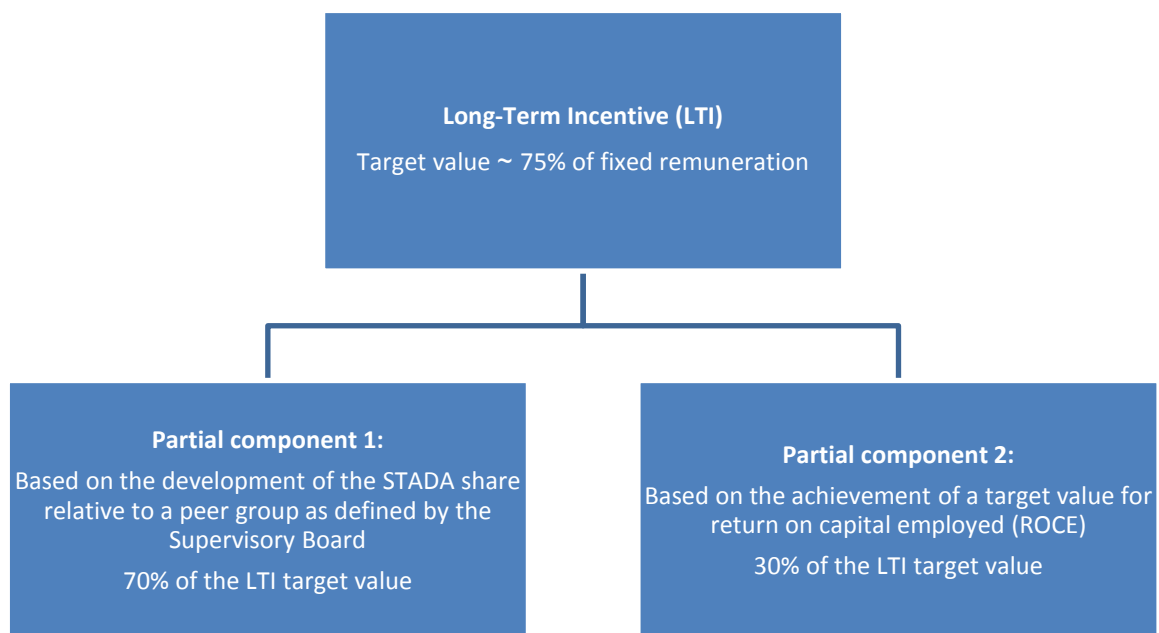 Long-Term Incentive (LTI)
Target value ~ 75% of fixed remuneration
Partial component 1:
Based on the development of the STADA share
relative to a peer group as defined by the
Supervisory Board
70% of the LTI target value
Partial component 2:
Based on the achievement of a target value for
return on capital employed (ROCE)
30% of the LTI target value